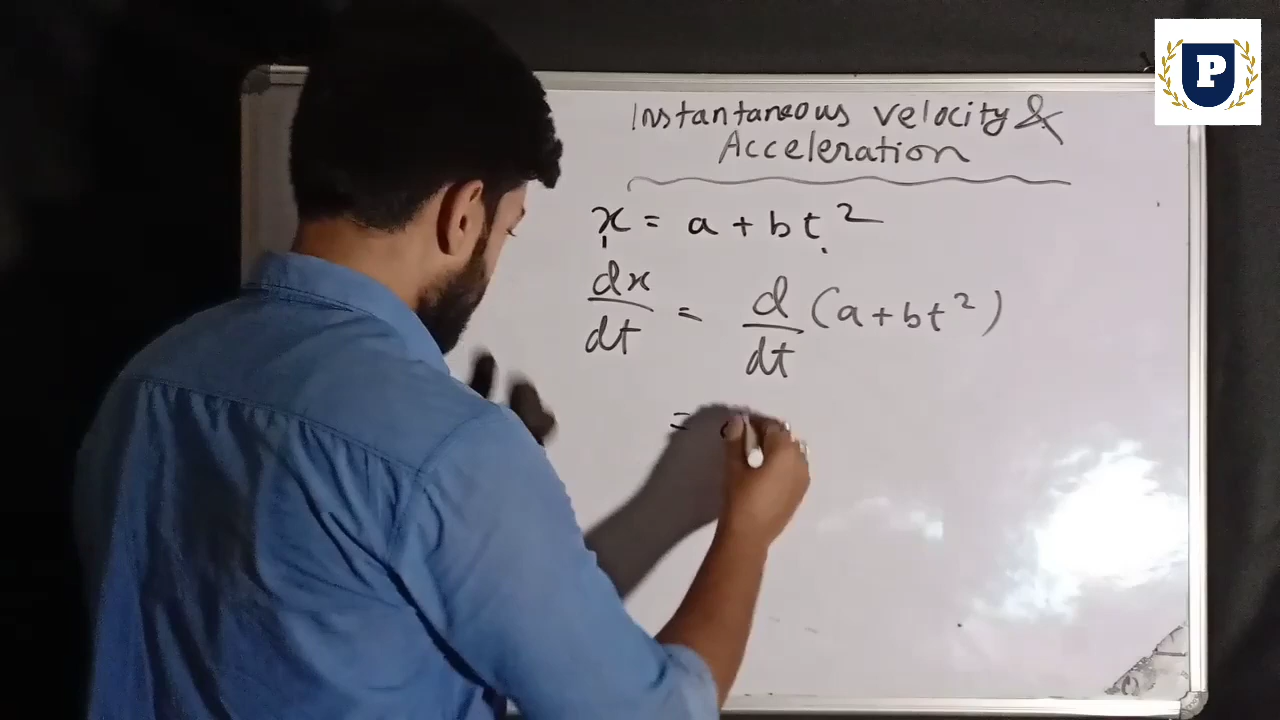 Instantaneous velocity &
Acceleration
x = a + bt²
dx/dt = d/dt (a + bt²)
=
P